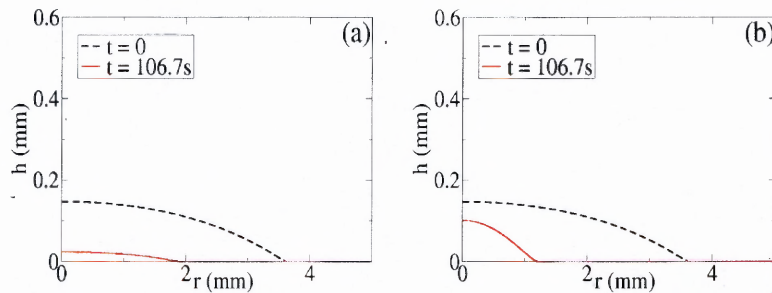 0.6
(a)
t = 0
t = 106.7s
0.4
h (mm)
0.2
0
0
2
r (mm)
4
0.6
(b)
t = 0
t = 106.7s
0.4
h (mm)
0.2
0
0
2
r (mm)
4